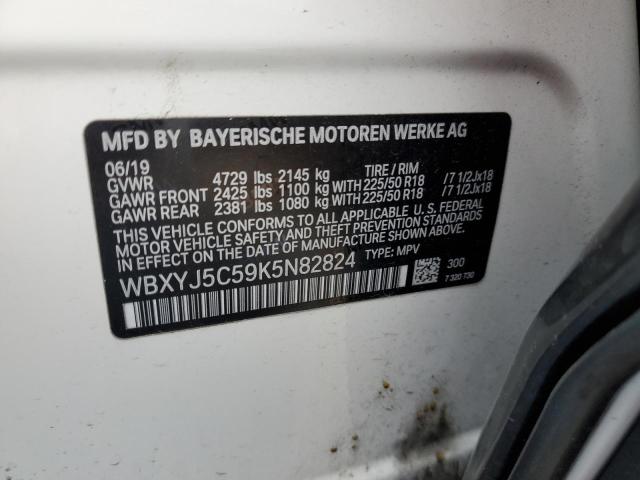 MFD BY BAYERISCHE MOTOREN WERKE AG
06/19 TIRE / RIM
GVWR 4729 lbs 2145 kg
GAWR FRONT 2425 lbs 1100 kg WITH 225/50 R18 /7 1/2Jx18
GAWR REAR 2381 lbs 1080 kg WITH 225/50 R18 /7 1/2Jx18
THIS VEHICLE CONFORMS TO ALL APPLICABLE U.S. FEDERAL
MOTOR VEHICLE SAFETY AND THEFT PREVENTION STANDARDS
IN EFFECT ON THE DATE OF MANUFACTURE SHOWN ABOVE.
WBXYJ5C59K5N82824 TYPE: MPV
300
7 320 730